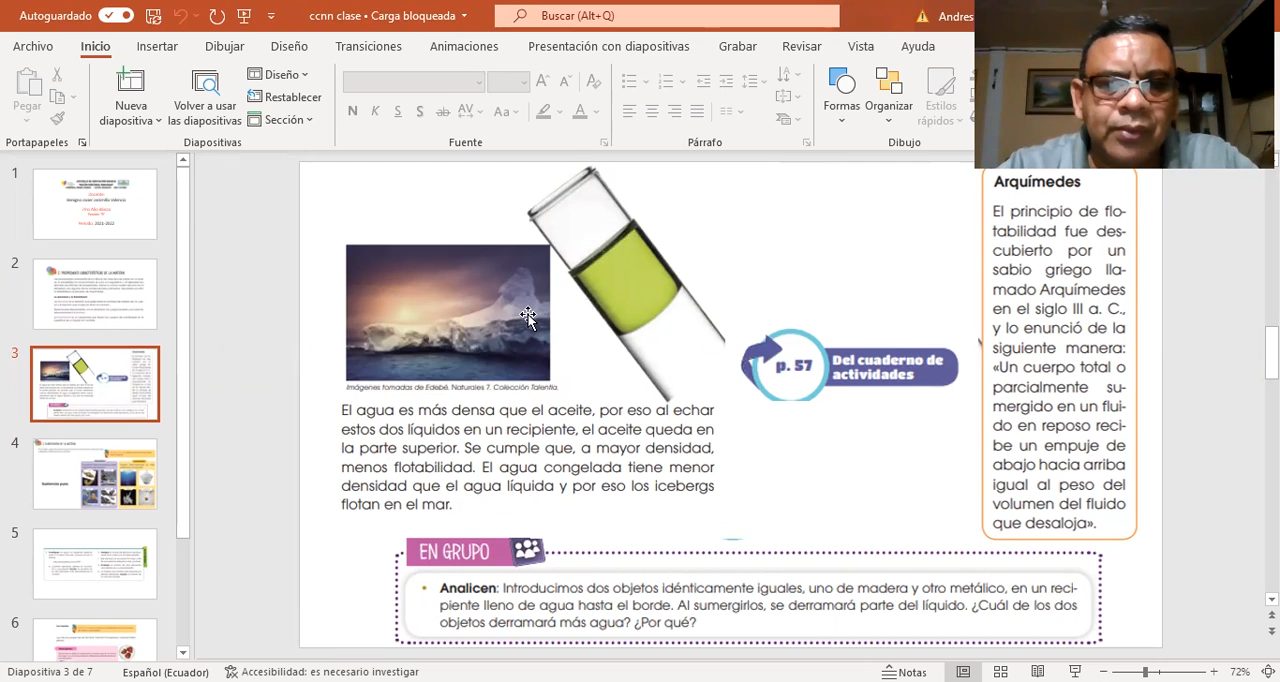 Autoguardado
ccnn clase • Carga bloqueada
Buscar (Alt+Q)
Andres
Archivo Inicio Insertar Dibujar Diseño Transiciones Animaciones Presentación con diapositivas Grabar Revisar Vista Ayuda
Pegar
Nueva diapositiva
Volver a usar las diapositivas
Diseño
Restablecer
Sección
N K S S ab AV Aa A
Formas
Organizar
Estilos rápidos
Portapapeles Diapositivas Fuente Párrafo Dibujo
1
2
3
4
5
6
Imágenes tomadas de Edebé. Naturales 7. Colección Talentia.
El agua es más densa que el aceite, por eso al echar
estos dos líquidos en un recipiente, el aceite queda en
la parte superior. Se cumple que, a mayor densidad,
menos flotabilidad. El agua congelada tiene menor
densidad que el agua líquida y por eso los icebergs
flotan en el mar.
p. 57
Del cuaderno de
actividades
Arquímedes
El principio de flo-
tabilidad fue des-
cubierto por un
sabio griego lla-
mado Arquímedes
en el siglo III a. C.,
y lo enunció de la
siguiente manera:
«Un cuerpo total o
parcialmente su-
mergido en un flui-
do en reposo reci-
be un empuje de
abajo hacia arriba
igual al peso del
volumen del fluido
que desaloja».
EN GRUPO
• Analicen: Introducimos dos objetos idénticamente iguales, uno de madera y otro metálico, en un reci-
piente lleno de agua hasta el borde. Al sumergirlos, se derramará parte del líquido. ¿Cuál de los dos
objetos derramará más agua? ¿Por qué?
Diapositiva 3 de 7
Español (Ecuador)
Accesibilidad: es necesario investigar
Notas
72%